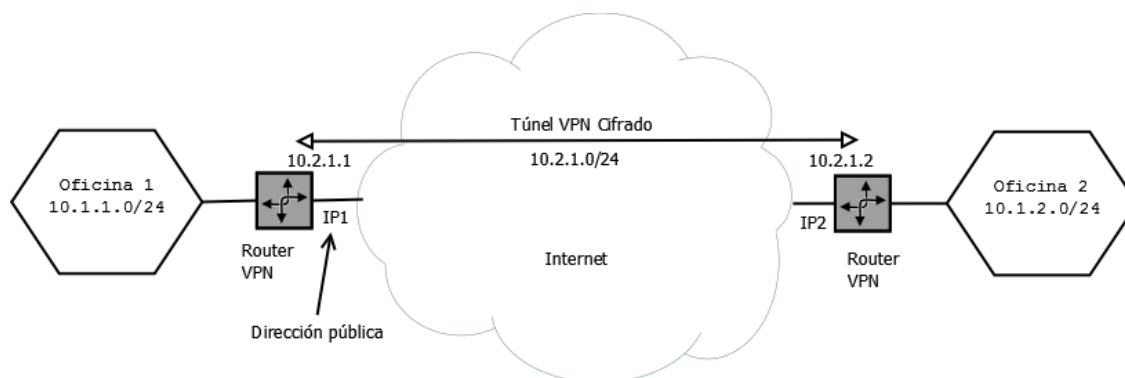 Túnel VPN Cifrado
10.2.1.1
10.2.1.0/24
10.2.1.2
Oficina 1
10.1.1.0/24
Oficina 2
10.1.2.0/24
IP1
IP2
Router
VPN
Internet
Router
VPN
Dirección pública